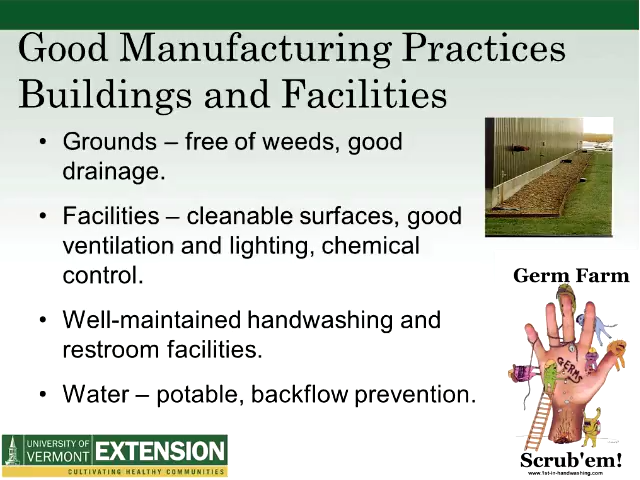 Good Manufacturing Practices
Buildings and Facilities
• Grounds – free of weeds, good
drainage.
• Facilities – cleanable surfaces, good
ventilation and lighting, chemical
control.
• Well-maintained handwashing and
restroom facilities.
• Water – potable, backflow prevention.
Germ Farm
GERMS
Scrub'em!
www.1st-in-handwashing.com
UNIVERSITY OF
VERMONT
EXTENSION
CULTIVATING HEALTHY COMMUNITIES